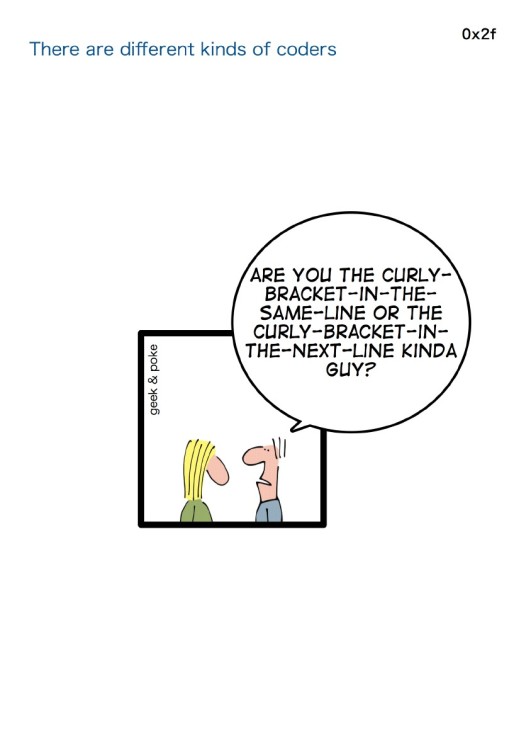 0x2f
There are different kinds of coders
ARE YOU THE CURLY-
BRACKET-IN-THE-
SAME-LINE OR THE
CURLY-BRACKET-IN-
THE-NEXT-LINE KINDA
GUY?
geek & poke